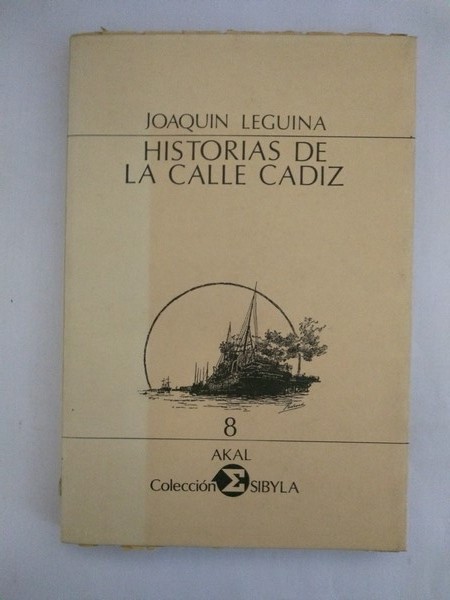 JOAQUIN LEGUINA
HISTORIAS DE
LA CALLE CADIZ
8
AKAL
Colección Σ SIBYLA